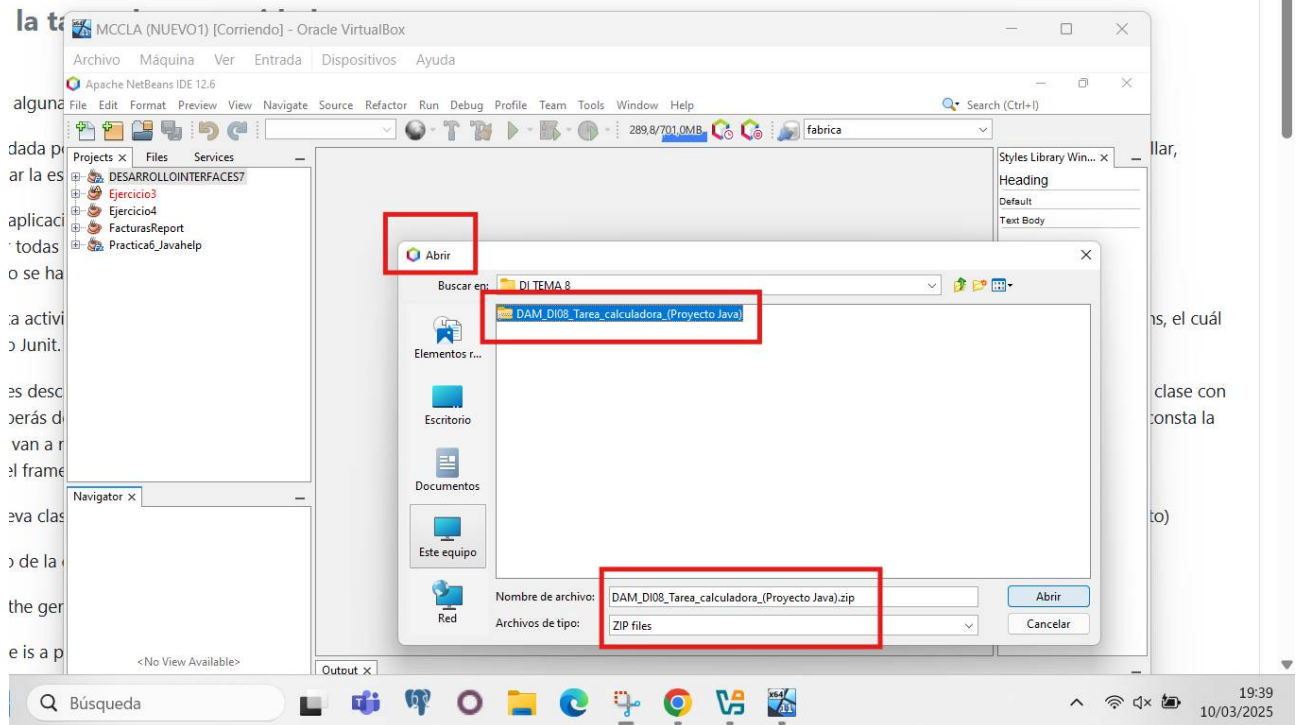 la ta
MCCLA (NUEVO1) [Corriendo] - Oracle VirtualBox
Archivo Máquina Ver Entrada Dispositivos Ayuda
Apache NetBeans IDE 12.6
alguna
File Edit Format Preview View Navigate Source Refactor Run Debug Profile Team Tools Window Help
Search (Ctrl+I)
289,8/701,0MB
fabrica
dada p
llar,
Projects Files Services
Styles Library Win...
ar la es
DESARROLLOINTERFACES7
Heading
Ejercicio3
Default
aplicaci
Ejercicio4
Text Body
FacturasReport
r todas
Practica6_Javahelp
o se ha
Abrir
Buscar en: DI TEMA 8
DAM_DI08_Tarea_calculadora_(Proyecto Java)
ta activi
ns, el cuál
o Junit.
Elementos r...
es desc
clase con
berás d
Escritorio
consta la
van a r
el frame
Documentos
Navigator
eva clas
to)
Este equipo
o de la
Nombre de archivo: DAM_DI08_Tarea_calculadora_(Proyecto Java).zip
Abrir
the ger
Red
Archivos de tipo: ZIP files
Cancelar
e is a p
<No View Available>
Output
Búsqueda
19:39
10/03/2025